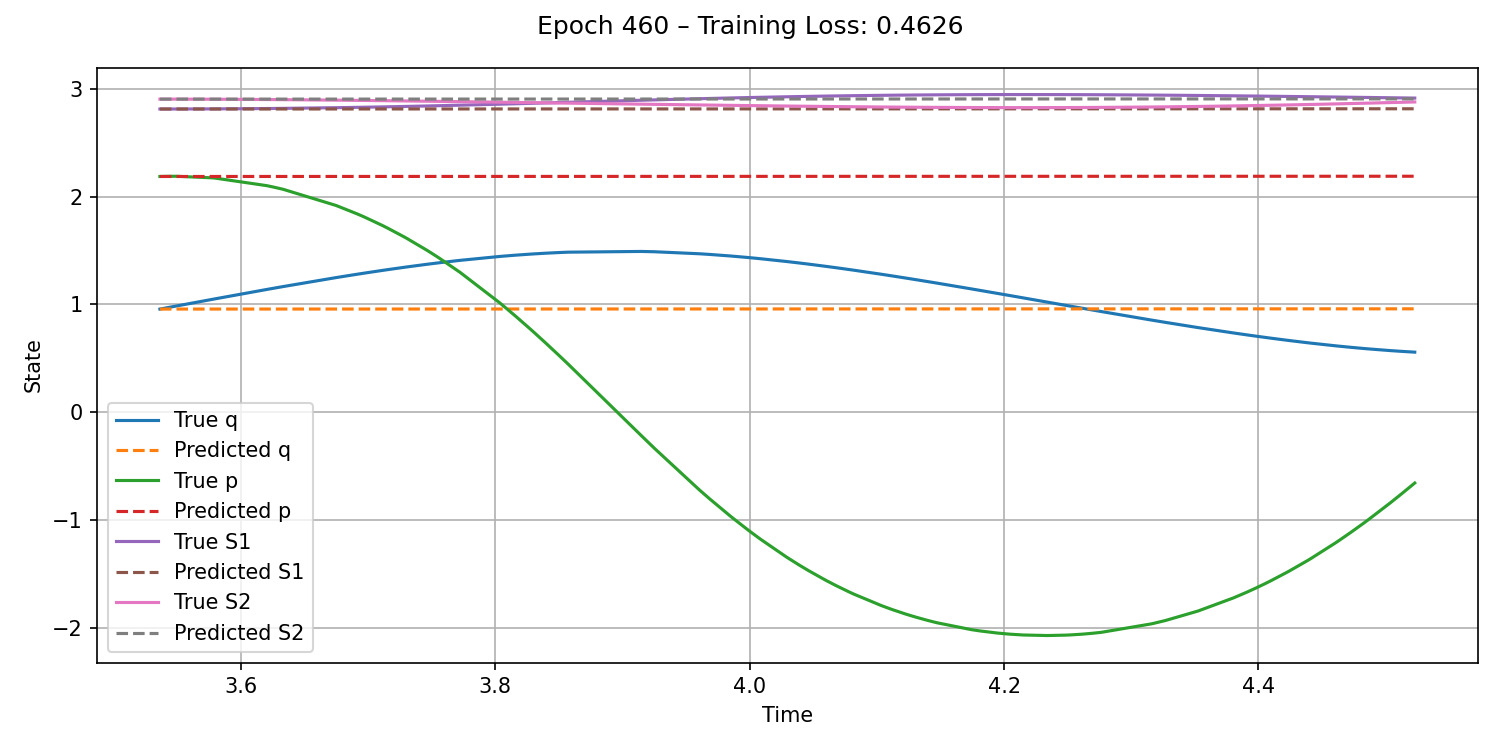 Epoch 460 – Training Loss: 0.4626
3
2
1
0
−1
−2
State
True q
Predicted q
True p
Predicted p
True S1
Predicted S1
True S2
Predicted S2
3.6 3.8 4.0 4.2 4.4
Time